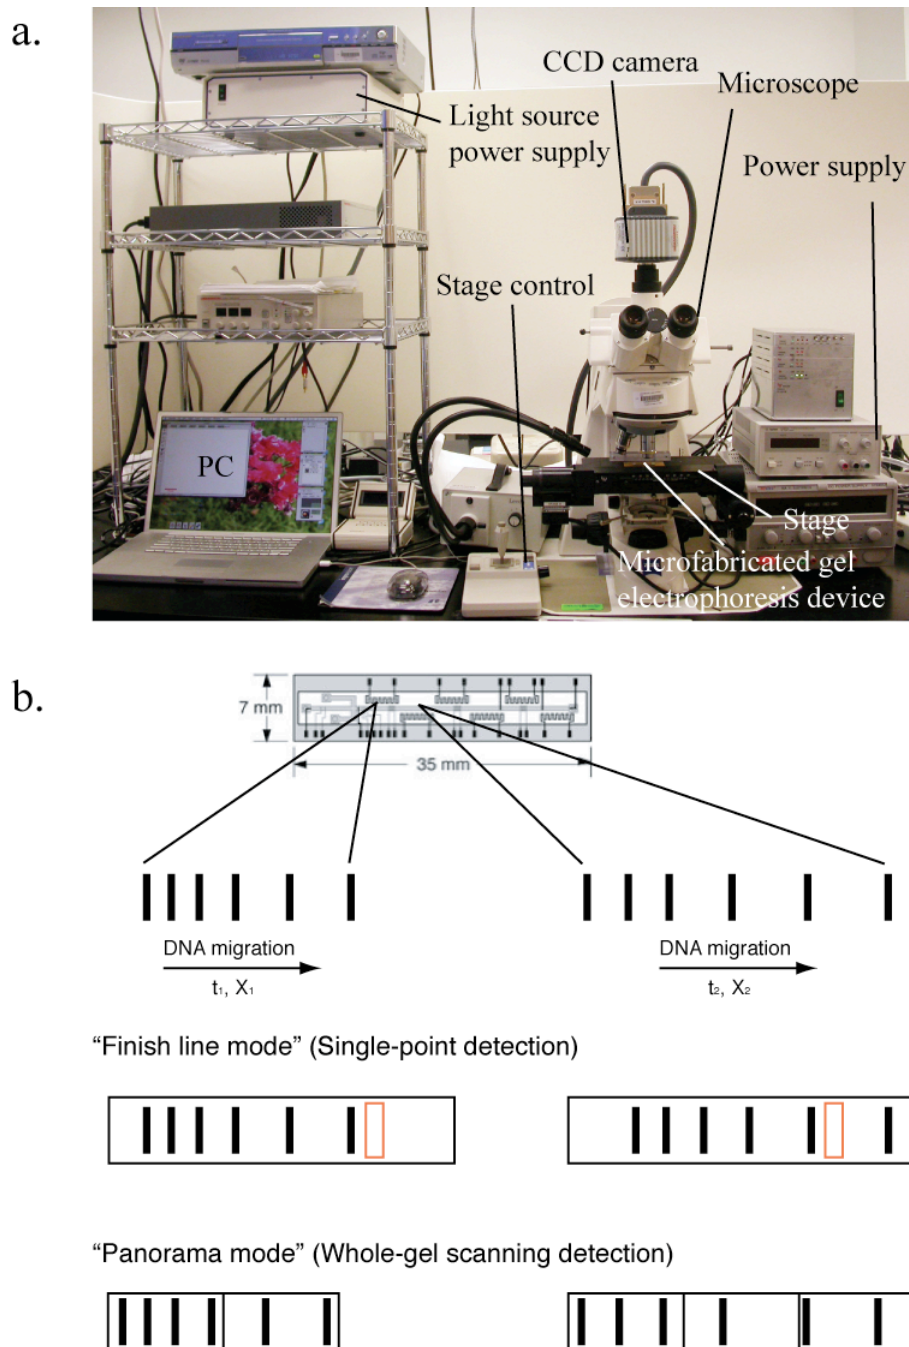 a.
CCD camera
Microscope
Light source
power supply
Power supply
Stage control
PC
Stage
Microfabricated gel
electrophoresis device
b.
7 mm
35 mm
DNA migration
t₁, X₁
DNA migration
t₂, X₂
“Finish line mode” (Single-point detection)
“Panorama mode” (Whole-gel scanning detection)